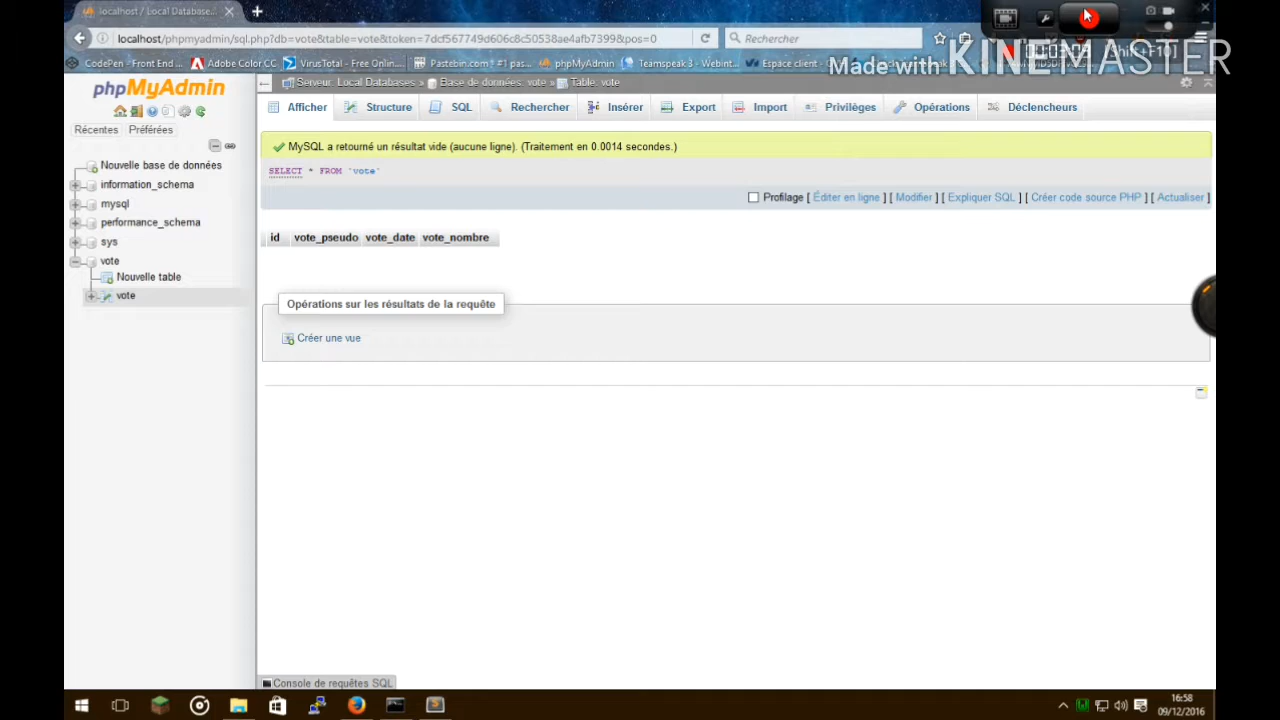 localhost / Local Database...
localhost/phpmyadmin/sql.php?db=vote&table=vote&token=7dcf567749d606c8c50538ae4afb7399&pos=0
Rechercher
Shift+F10
CodePen - Front End ... Adobe Color CC VirusTotal - Free Onlin... Pastebin.com - #1 pas... phpMyAdmin Teamspeak 3 - Webint... Espace client -
Made with KINEMASTER
phpMyAdmin
Récentes Préférées
Nouvelle base de données
information_schema
mysql
performance_schema
sys
vote
Nouvelle table
vote
Serveur: Local Databases » Base de données: vote » Table: vote
Afficher Structure SQL Rechercher Insérer Export Import Privilèges Opérations Déclencheurs
MySQL a retourné un résultat vide (aucune ligne). (Traitement en 0.0014 secondes.)
SELECT * FROM `vote`
Profilage [ Éditer en ligne ] [ Modifier ] [ Expliquer SQL ] [ Créer code source PHP ] [ Actualiser ]
id vote_pseudo vote_date vote_nombre
Opérations sur les résultats de la requête
Créer une vue
Console de requêtes SQL
16:58
09/12/2016